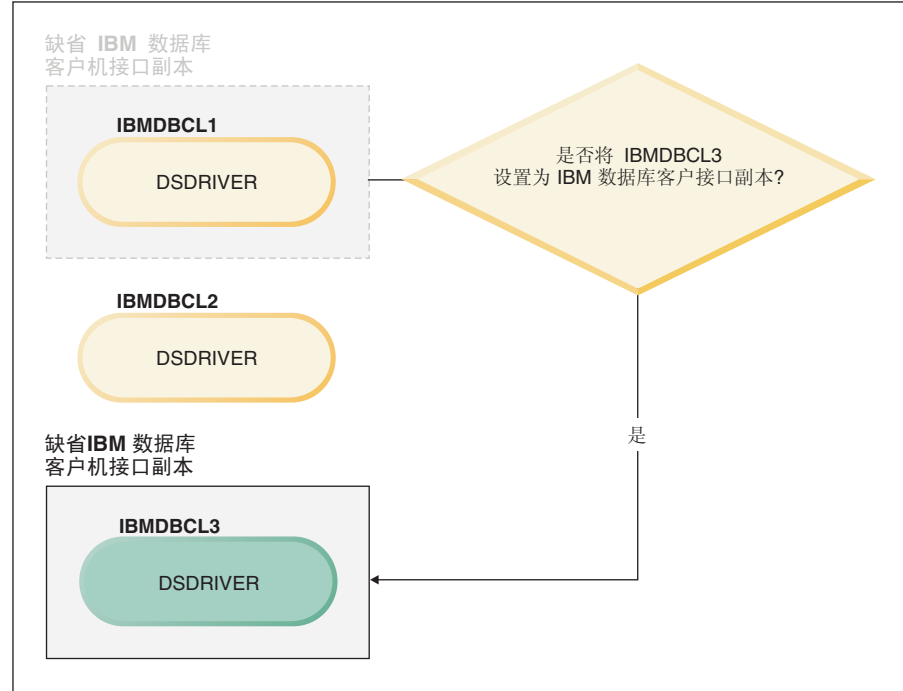 缺省 IBM 数据库
客户机接口副本
IBMDBCL1
DSDRIVER
是否将 IBMDBCL3
设置为 IBM 数据库客户接口副本?
IBMDBCL2
DSDRIVER
是
缺省IBM 数据库
客户机接口副本
IBMDBCL3
DSDRIVER